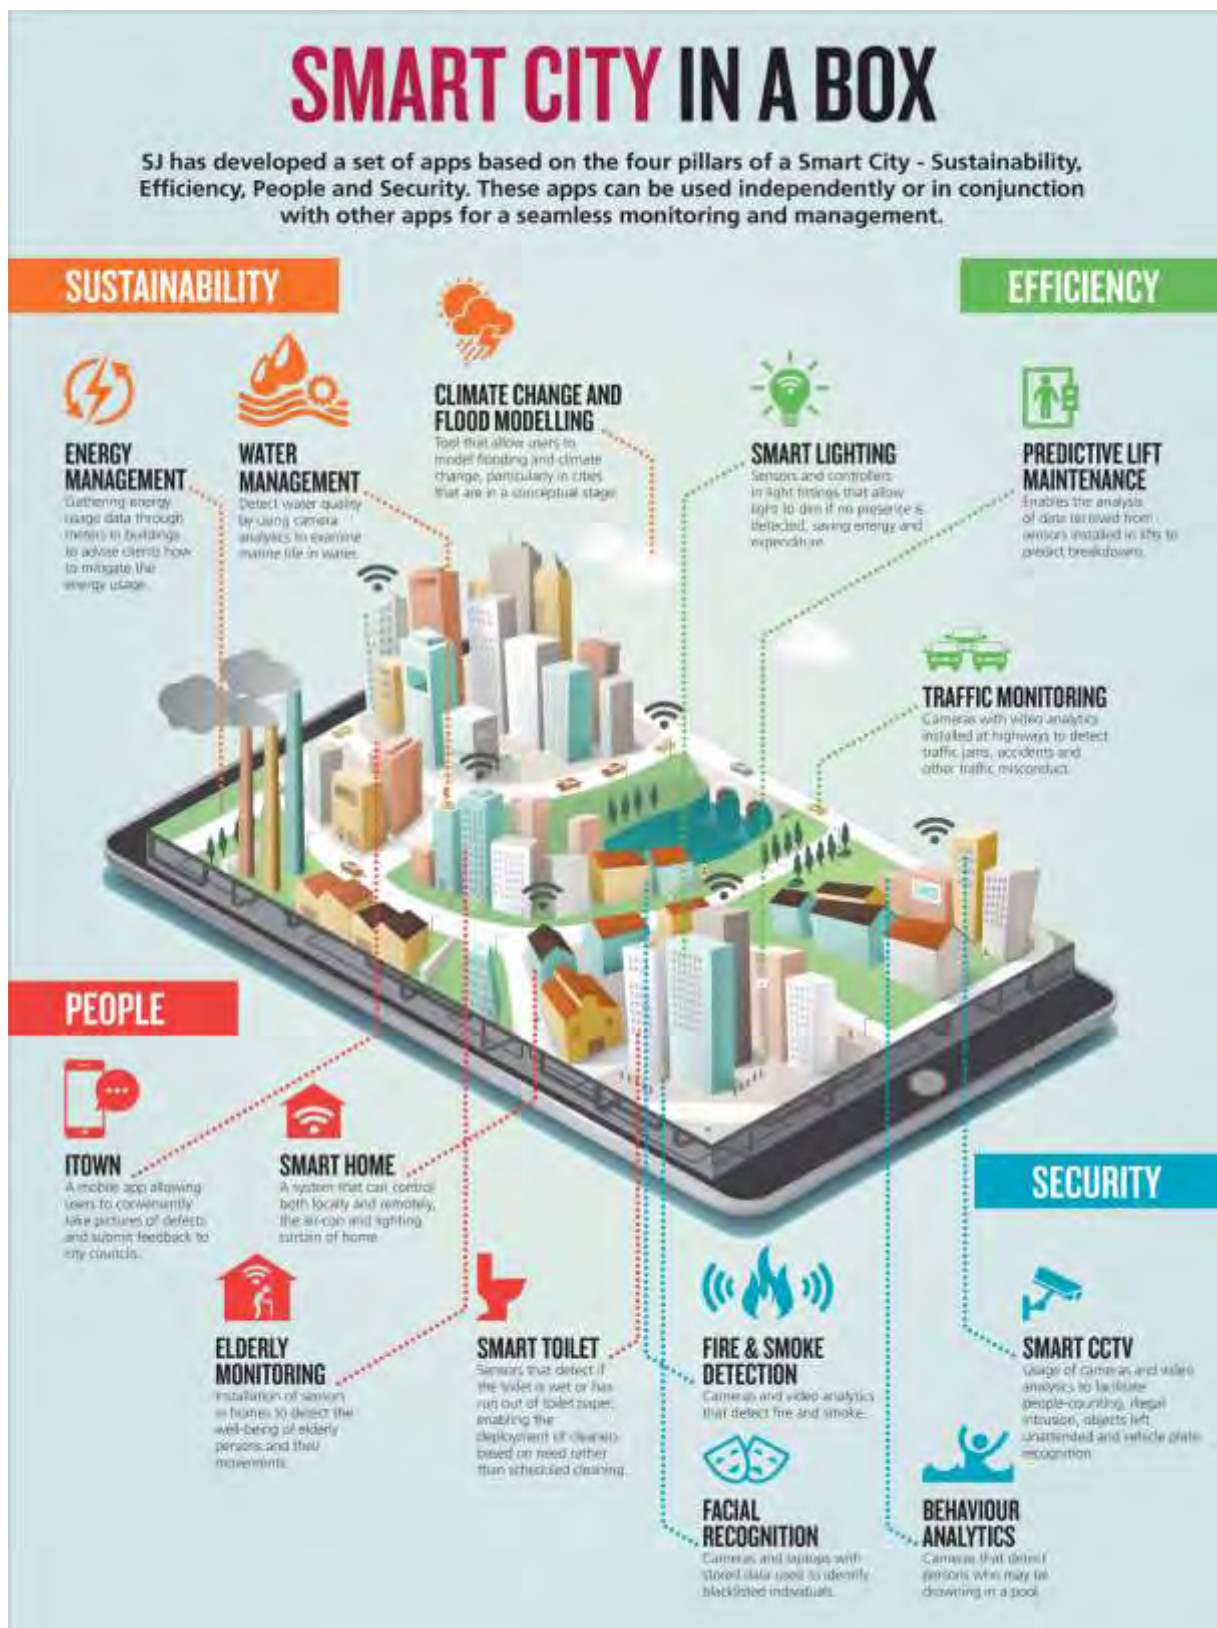 SMART CITY IN A BOX
SJ has developed a set of apps based on the four pillars of a Smart City - Sustainability,
Efficiency, People and Security. These apps can be used independently or in conjunction
with other apps for a seamless monitoring and management.
SUSTAINABILITY
ENERGY
MANAGEMENT
Gathering energy
usage data through
meters in buildings
to advise clients how
to mitigate the
energy usage.
WATER
MANAGEMENT
Detect water quality
by using camera
analytics to examine
marine life in water.
CLIMATE CHANGE AND
FLOOD MODELLING
Tool that allow users to
model flooding and climate
change, particularly in cities
that are in a conceptual stage
EFFICIENCY
SMART LIGHTING
Sensors and controllers
in light fittings that allow
light to dim if no presence is
detected, saving energy and
expenditure.
PREDICTIVE LIFT
MAINTENANCE
Enables the analysis
of data received from
sensors installed in lifts to
predict breakdowns.
TRAFFIC MONITORING
Cameras with video analytics
installed at highways to detect
traffic jams, accidents and
other traffic misconduct.
PEOPLE
ITOWN
A mobile app allowing
users to conveniently
take pictures of defects
and submit feedback to
city councils.
SMART HOME
A system that can control
both locally and remotely,
the air-con and lighting
curtain of home.
ELDERLY
MONITORING
Installation of sensors
in homes to detect the
well-being of elderly
persons and their
movements.
SMART TOILET
Sensors that detect if
the toilet is wet or has
run out of toilet paper,
enabling the
deployment of cleaners
based on need rather
than scheduled cleaning.
SECURITY
FIRE & SMOKE
DETECTION
Cameras and video analytics
that detect fire and smoke.
SMART CCTV
Usage of cameras and video
analytics to facilitate
people-counting, illegal
intrusion, objects left
unattended and vehicle plate
recognition
FACIAL
RECOGNITION
Cameras and laptops with
stored data used to identify
blacklisted individuals.
BEHAVIOUR
ANALYTICS
Cameras that detect
persons who may be
drowning in a pool.